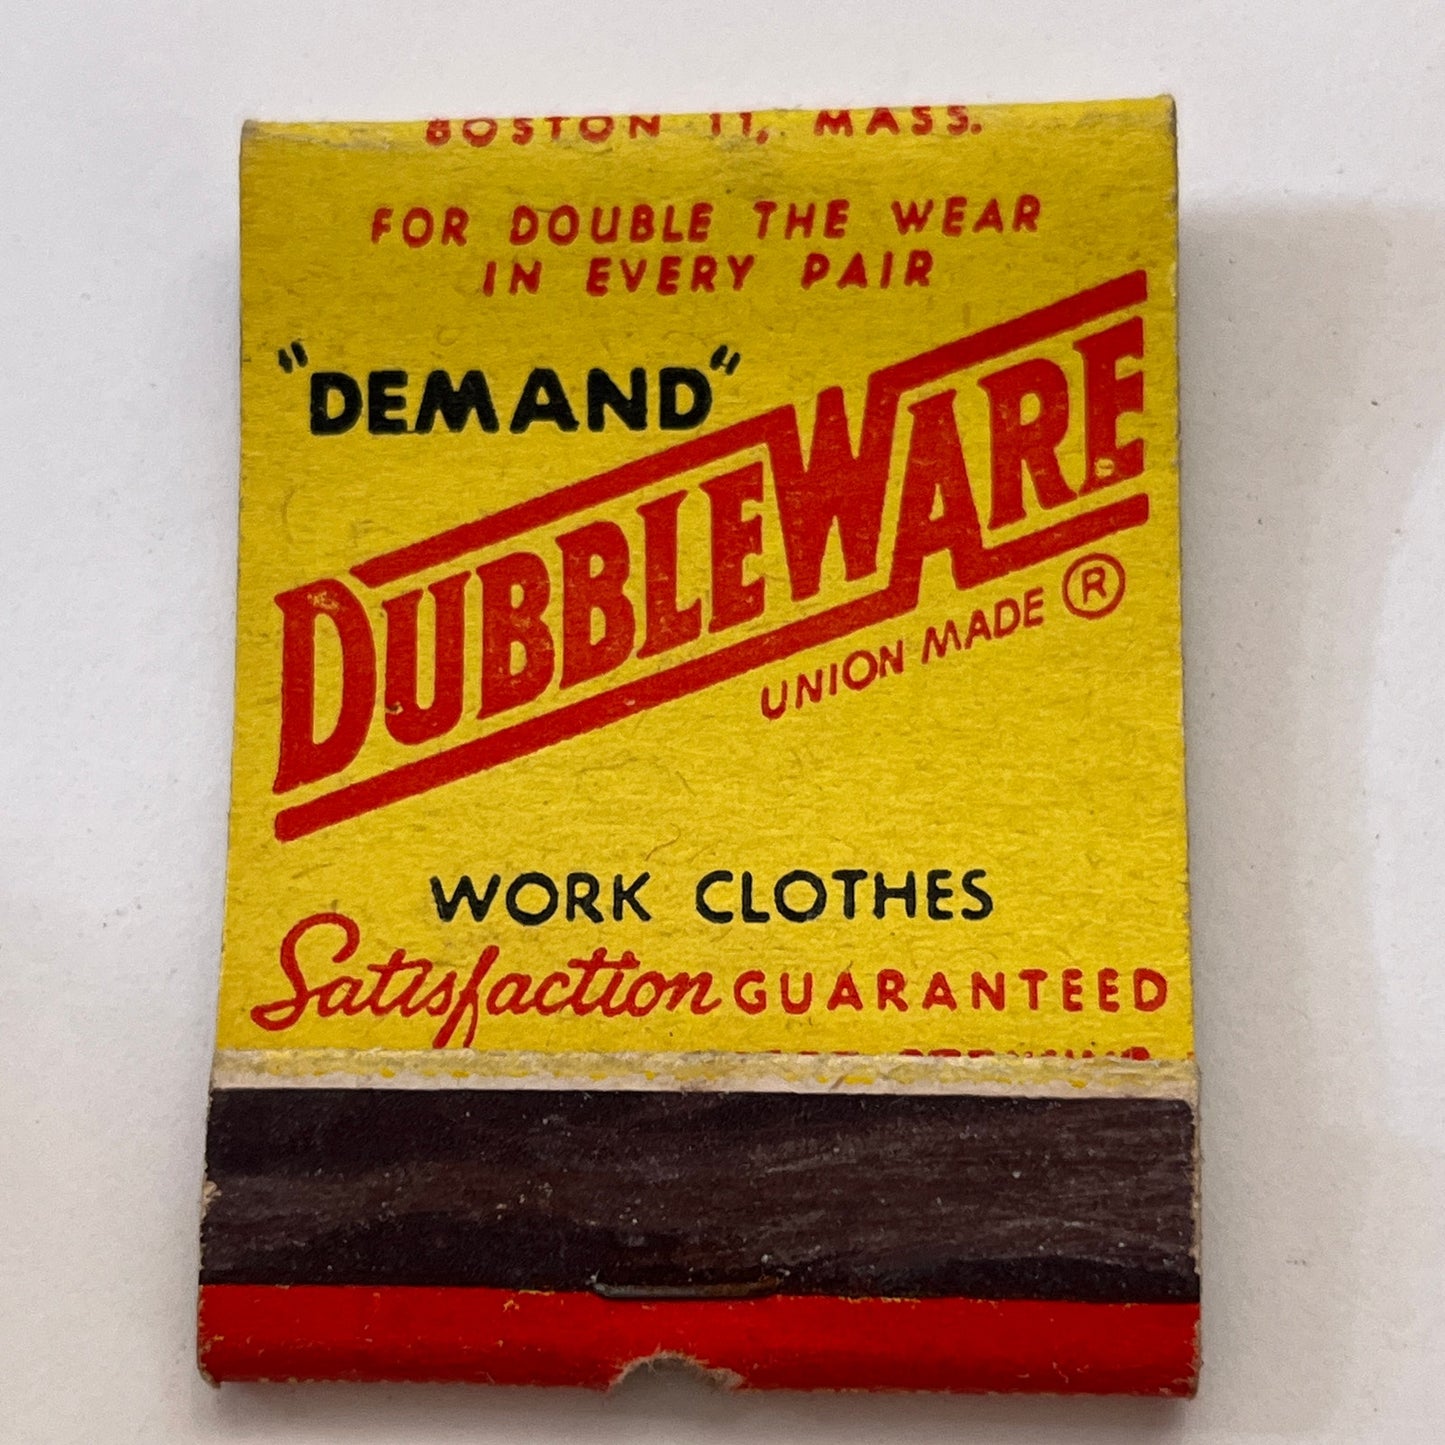 BOSTON 11, MASS.
FOR DOUBLE THE WEAR
IN EVERY PAIR
"DEMAND"
DUBBLEWARE
UNION MADE ®
WORK CLOTHES
Satisfaction GUARANTEED